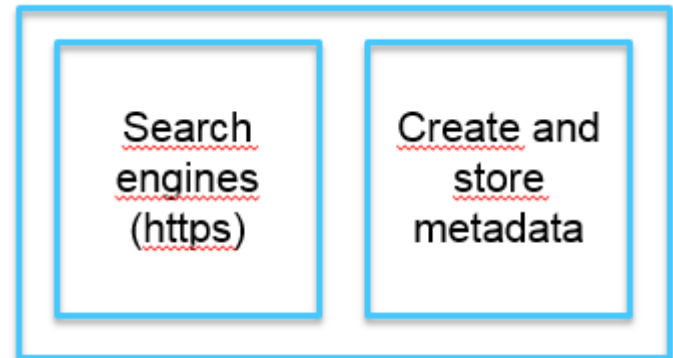 Search
engines
(https)
Create and
store
metadata